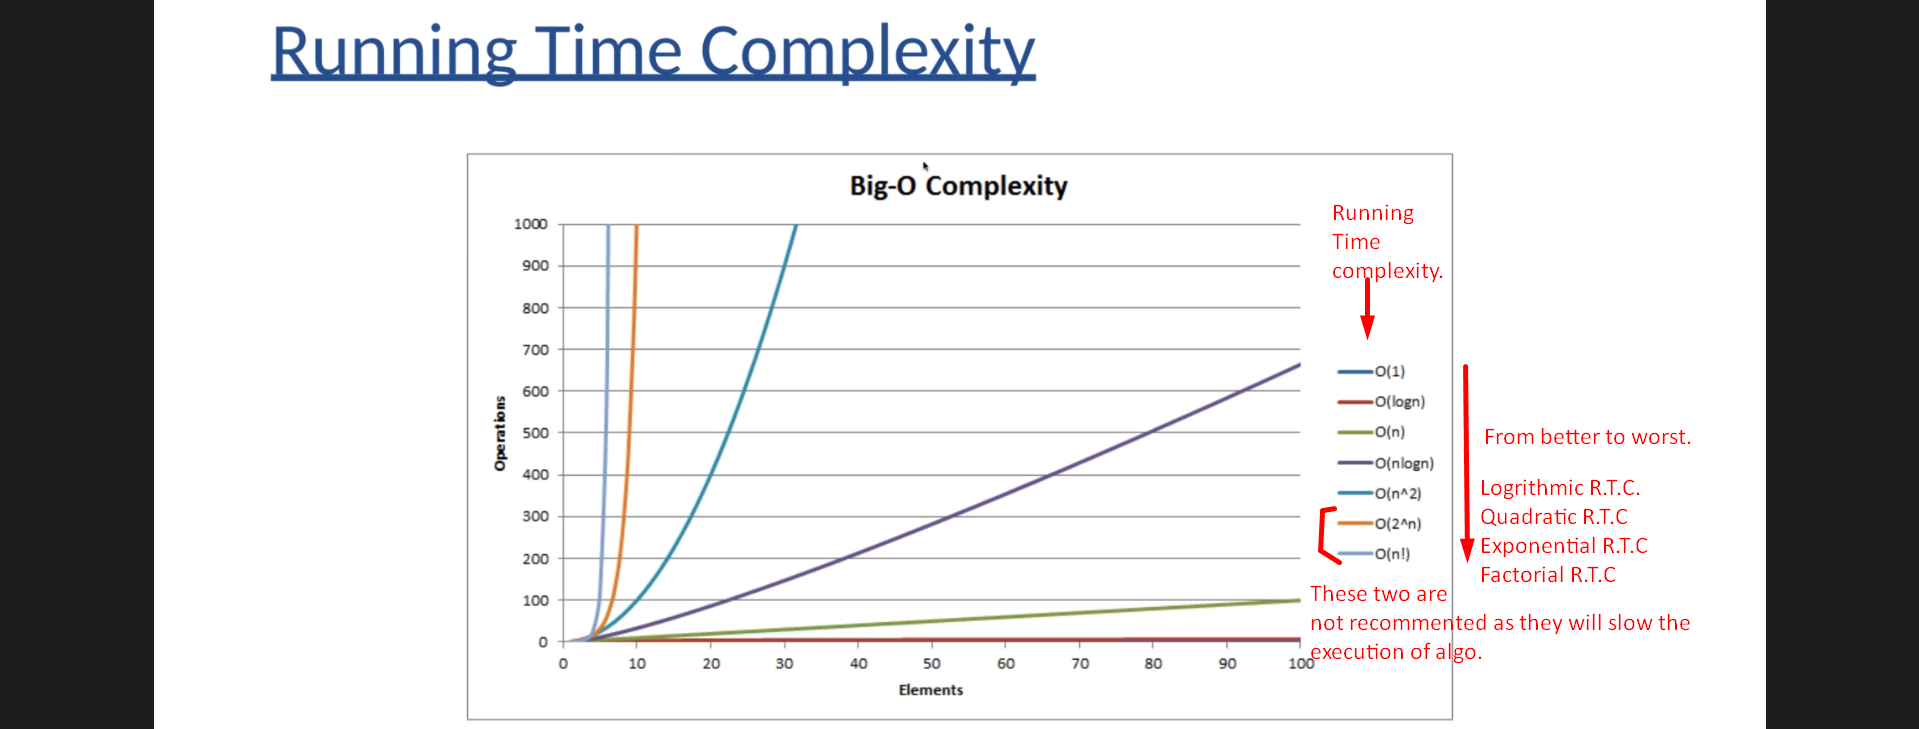 Running Time Complexity
Big-O Complexity
Running
Time
complexity.
1000
900
800
700
600
500
400
300
200
100
0
Operations
0 10 20 30 40 50 60 70 80 90 100
Elements
O(1)
O(logn)
O(n)
O(nlogn)
O(n^2)
O(2^n)
O(n!)
From better to worst.
Logrithmic R.T.C.
Quadratic R.T.C
Exponential R.T.C
Factorial R.T.C
These two are
not recommented as they will slow the
execution of algo.